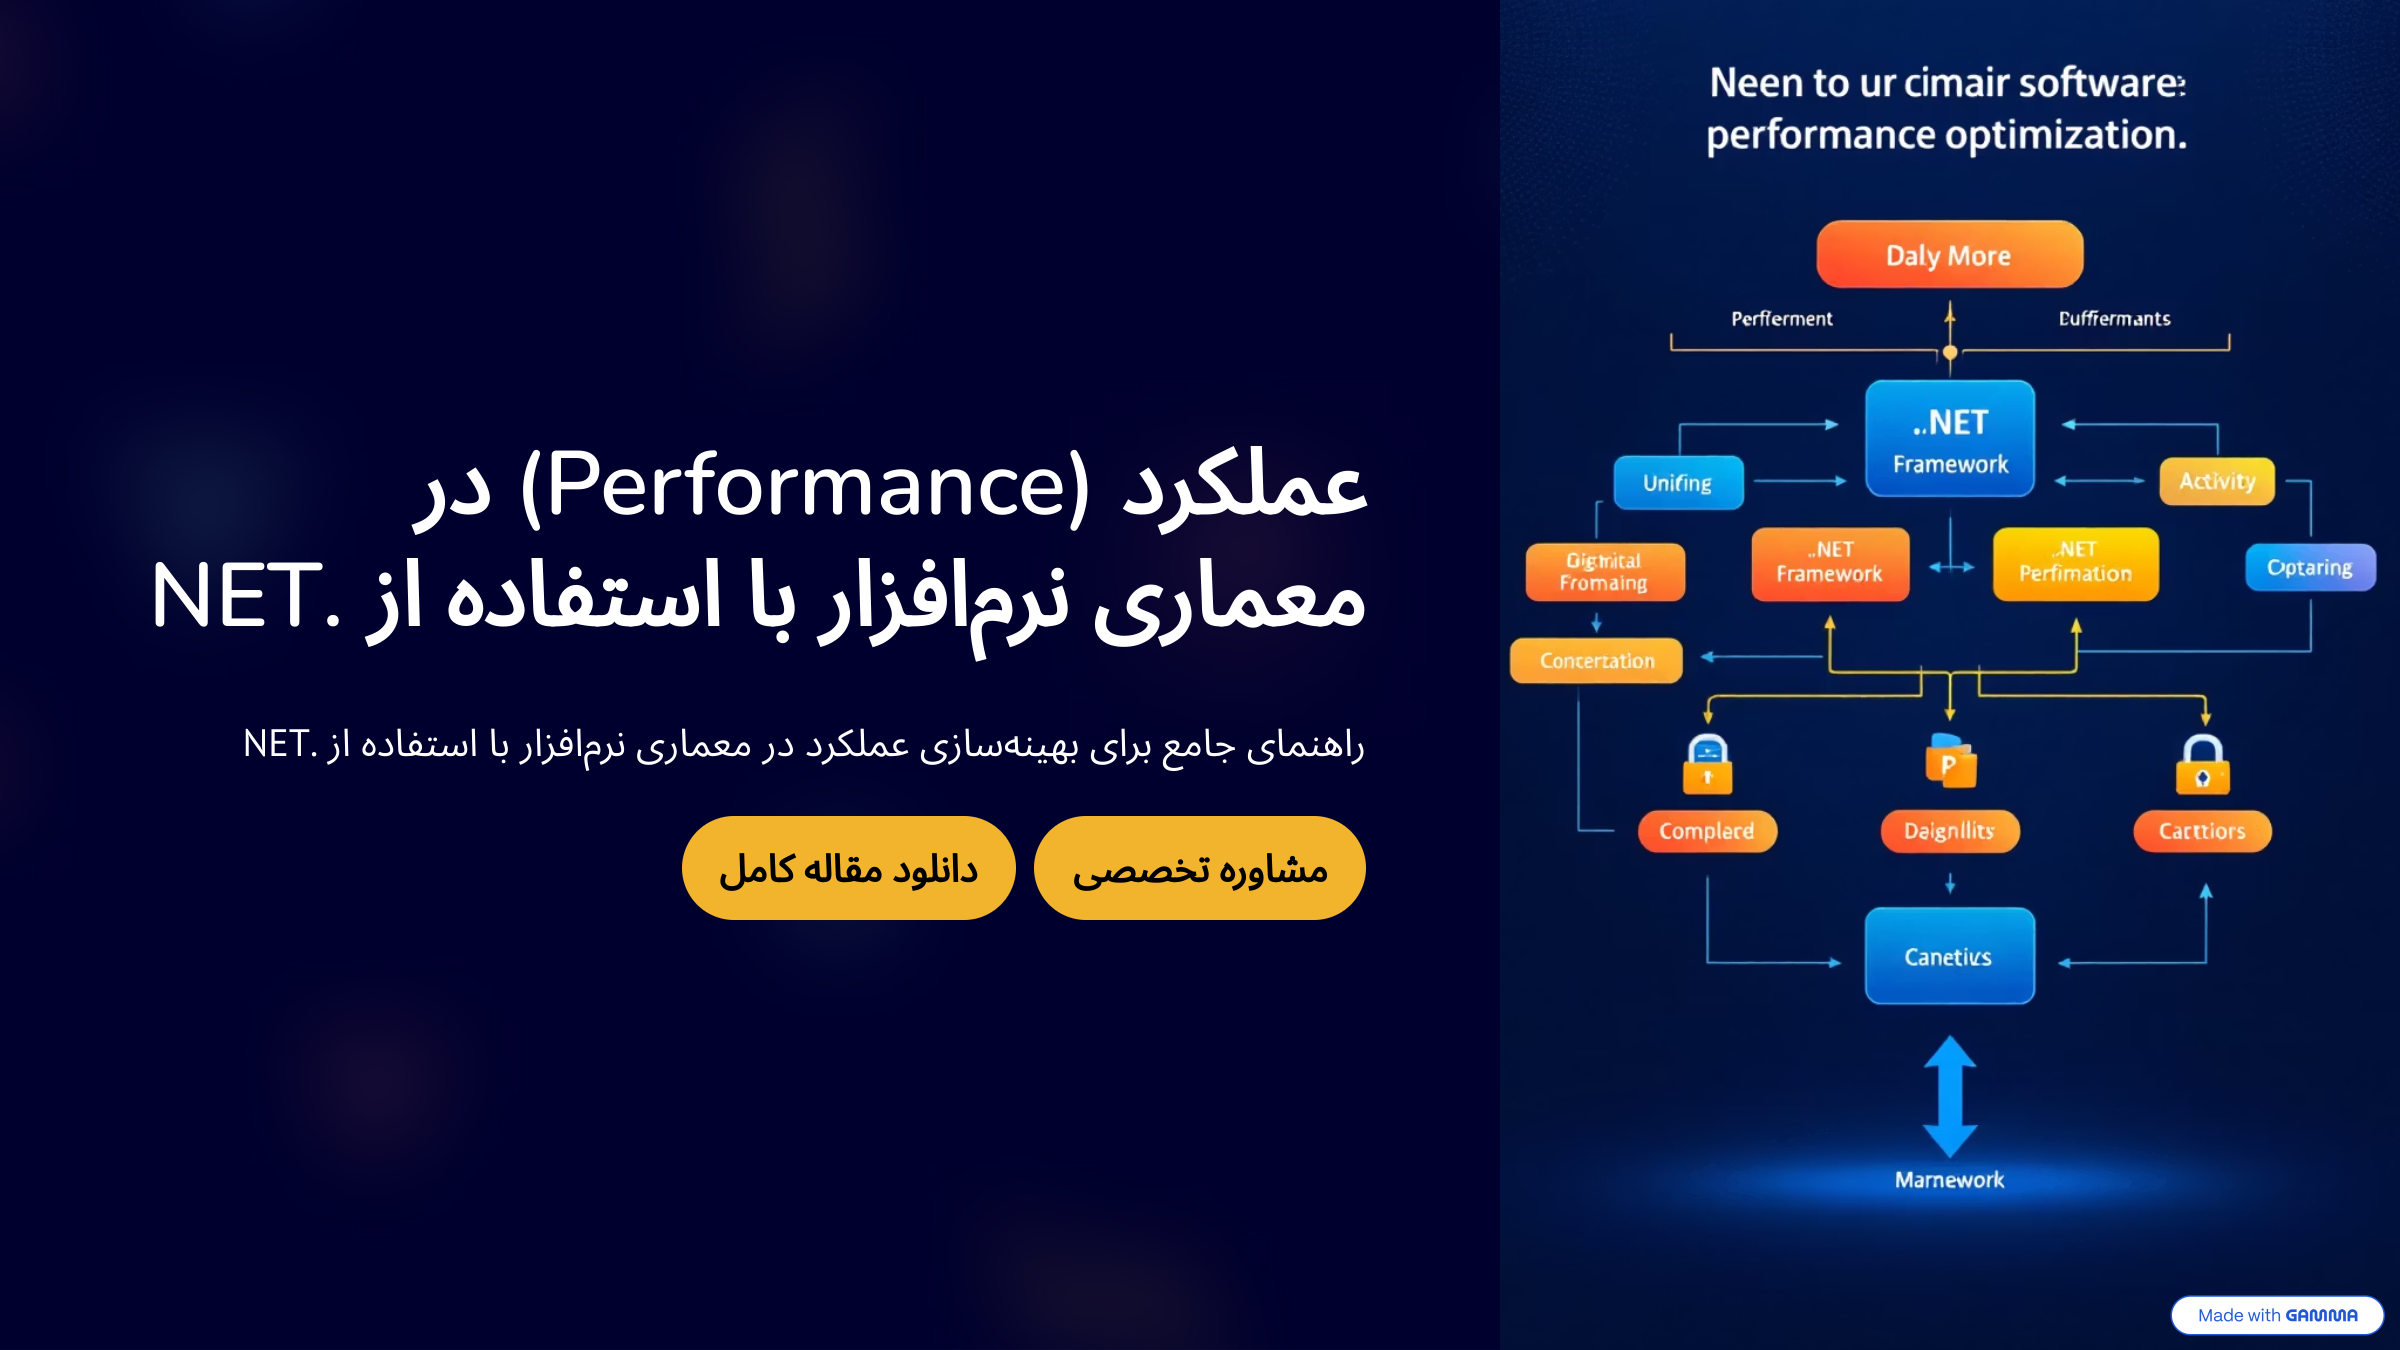 عملکرد (Performance) در
معماری نرم‌افزار با استفاده از .NET
راهنمای جامع برای بهینه‌سازی عملکرد در معماری نرم‌افزار با استفاده از .NET
مشاوره تخصصی
دانلود مقاله کامل
Neen to ur cimair software:
performance optimization.
Daly More
Perfferment
Duffermants
..NET
Framework
Unifing
Activity
Digmital
Fromaing
..NET
Framework
..NET
Perfimation
Optaring
Concertation
P
Complerd
Daignllits
Carttiors
Canetivs
Marnework
Made with GAMMA